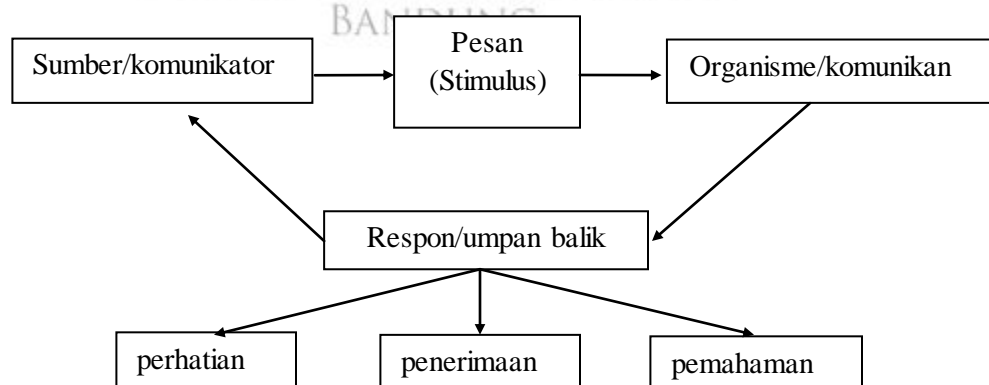 BANDUNG
Sumber/komunikator
Pesan
(Stimulus)
Organisme/komunikan
Respon/umpan balik
perhatian
penerimaan
pemahaman